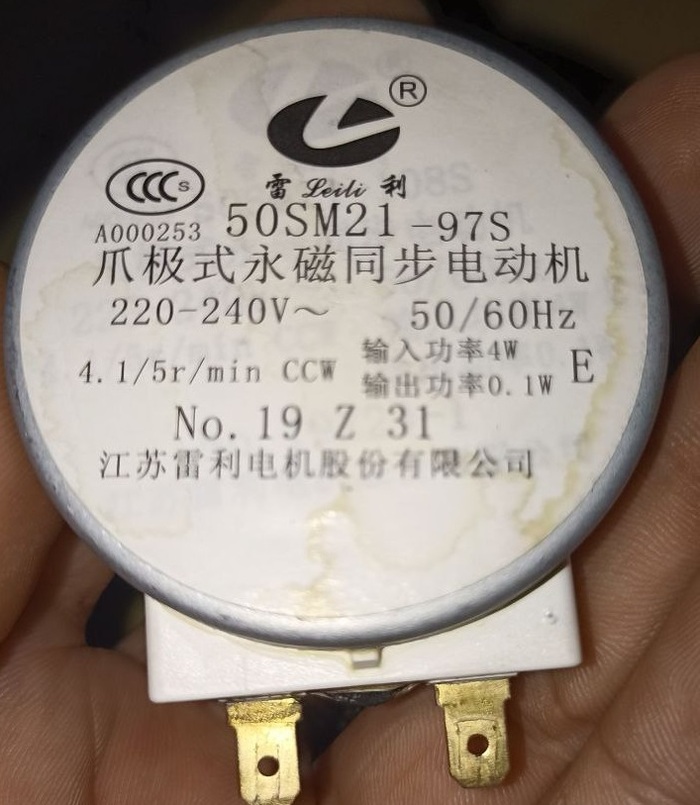 ®
CCC S
雷 Leili 利
A000253 50SM21-97S
爪极式永磁同步电动机
220-240V～ 50/60Hz
4.1/5r/min CCW 输入功率4W
输出功率0.1W E
No.19 Z 31
江苏雷利电机股份有限公司